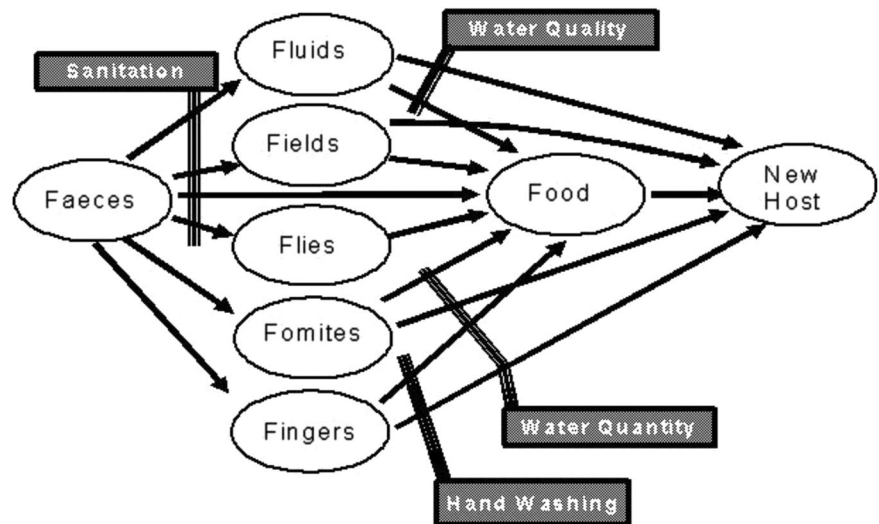 Water Quality
Fluids
Sanitation
Fields
Faeces
Food
New
Host
Flies
Fomites
Fingers
Water Quantity
Hand Washing